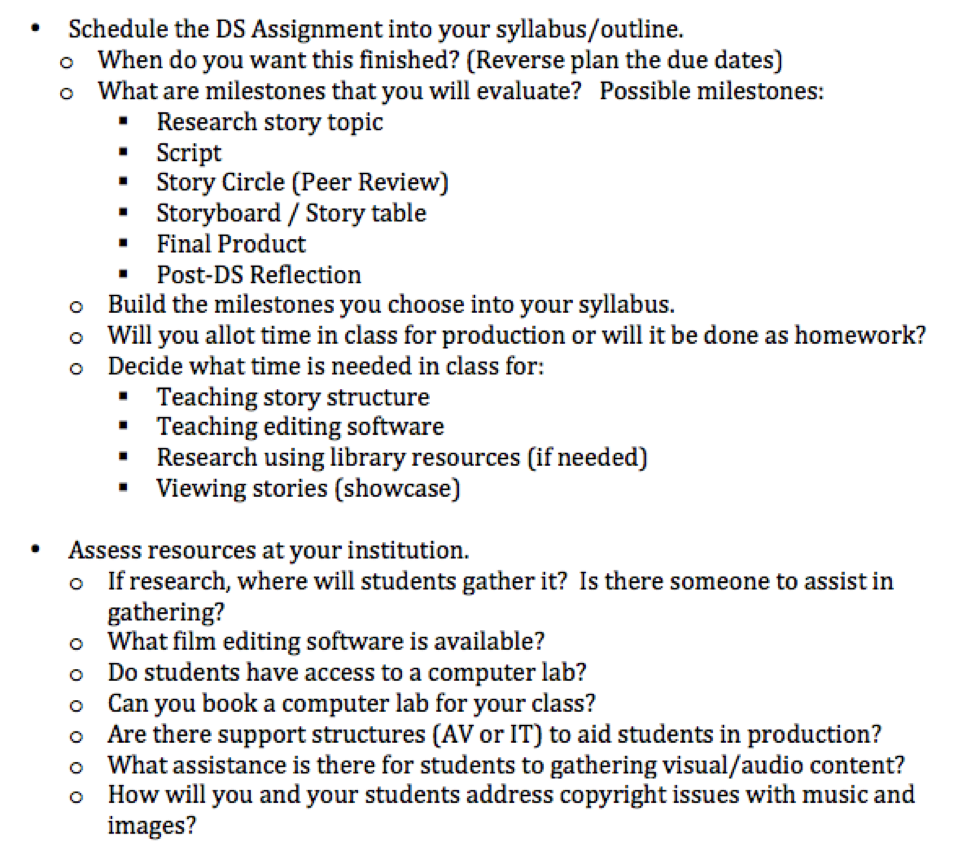 • Schedule the DS Assignment into your syllabus/outline.
o When do you want this finished? (Reverse plan the due dates)
o What are milestones that you will evaluate? Possible milestones:
▪ Research story topic
▪ Script
▪ Story Circle (Peer Review)
▪ Storyboard / Story table
▪ Final Product
▪ Post-DS Reflection
o Build the milestones you choose into your syllabus.
o Will you allot time in class for production or will it be done as homework?
o Decide what time is needed in class for:
▪ Teaching story structure
▪ Teaching editing software
▪ Research using library resources (if needed)
▪ Viewing stories (showcase)
• Assess resources at your institution.
o If research, where will students gather it? Is there someone to assist in
gathering?
o What film editing software is available?
o Do students have access to a computer lab?
o Can you book a computer lab for your class?
o Are there support structures (AV or IT) to aid students in production?
o What assistance is there for students to gathering visual/audio content?
o How will you and your students address copyright issues with music and
images?